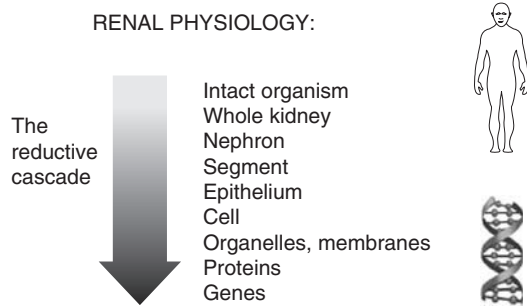 RENAL PHYSIOLOGY:
The
reductive
cascade
Intact organism
Whole kidney
Nephron
Segment
Epithelium
Cell
Organelles, membranes
Proteins
Genes